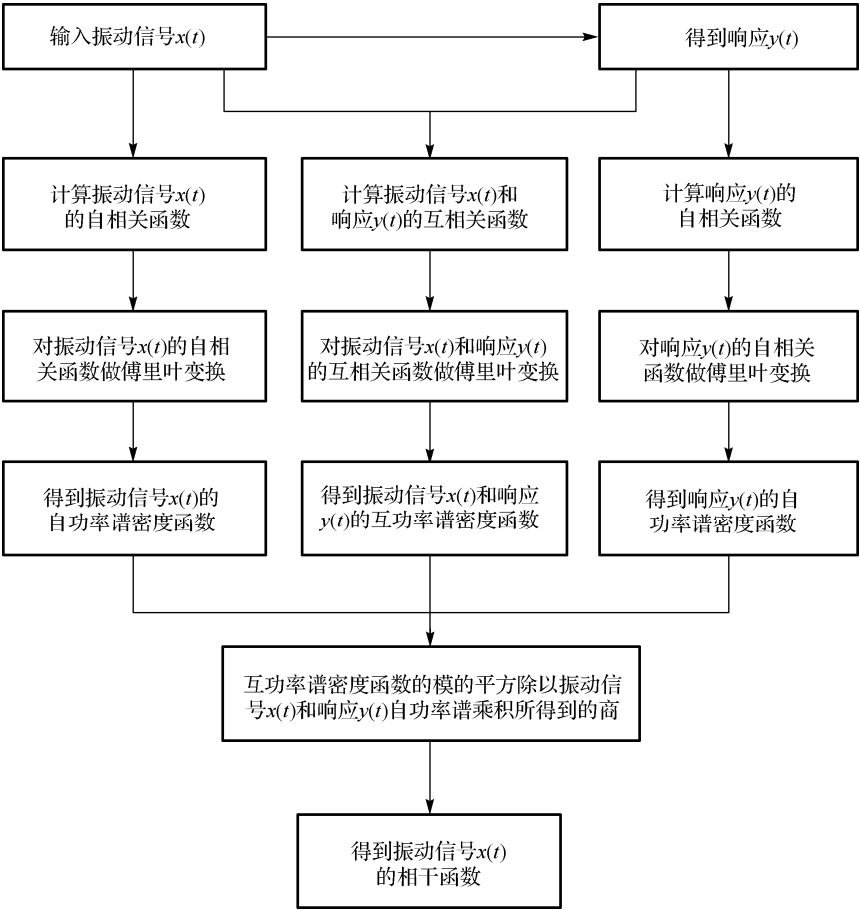 输入振动信号x(t)
得到响应y(t)
计算振动信号x(t)
的自相关函数
计算振动信号x(t)和
响应y(t)的互相关函数
计算响应y(t)的
自相关函数
对振动信号x(t)的自相
关函数做傅里叶变换
对振动信号x(t)和响应y(t)
的互相关函数做傅里叶变换
对响应y(t)的自相关
函数做傅里叶变换
得到振动信号x(t)的
自功率谱密度函数
得到振动信号x(t)和响应
y(t)的互功率谱密度函数
得到响应y(t)的自
功率谱密度函数
互功率谱密度函数的模的平方除以振动信
号x(t)和响应y(t)自功率谱乘积所得到的商
得到振动信号x(t)
的相干函数